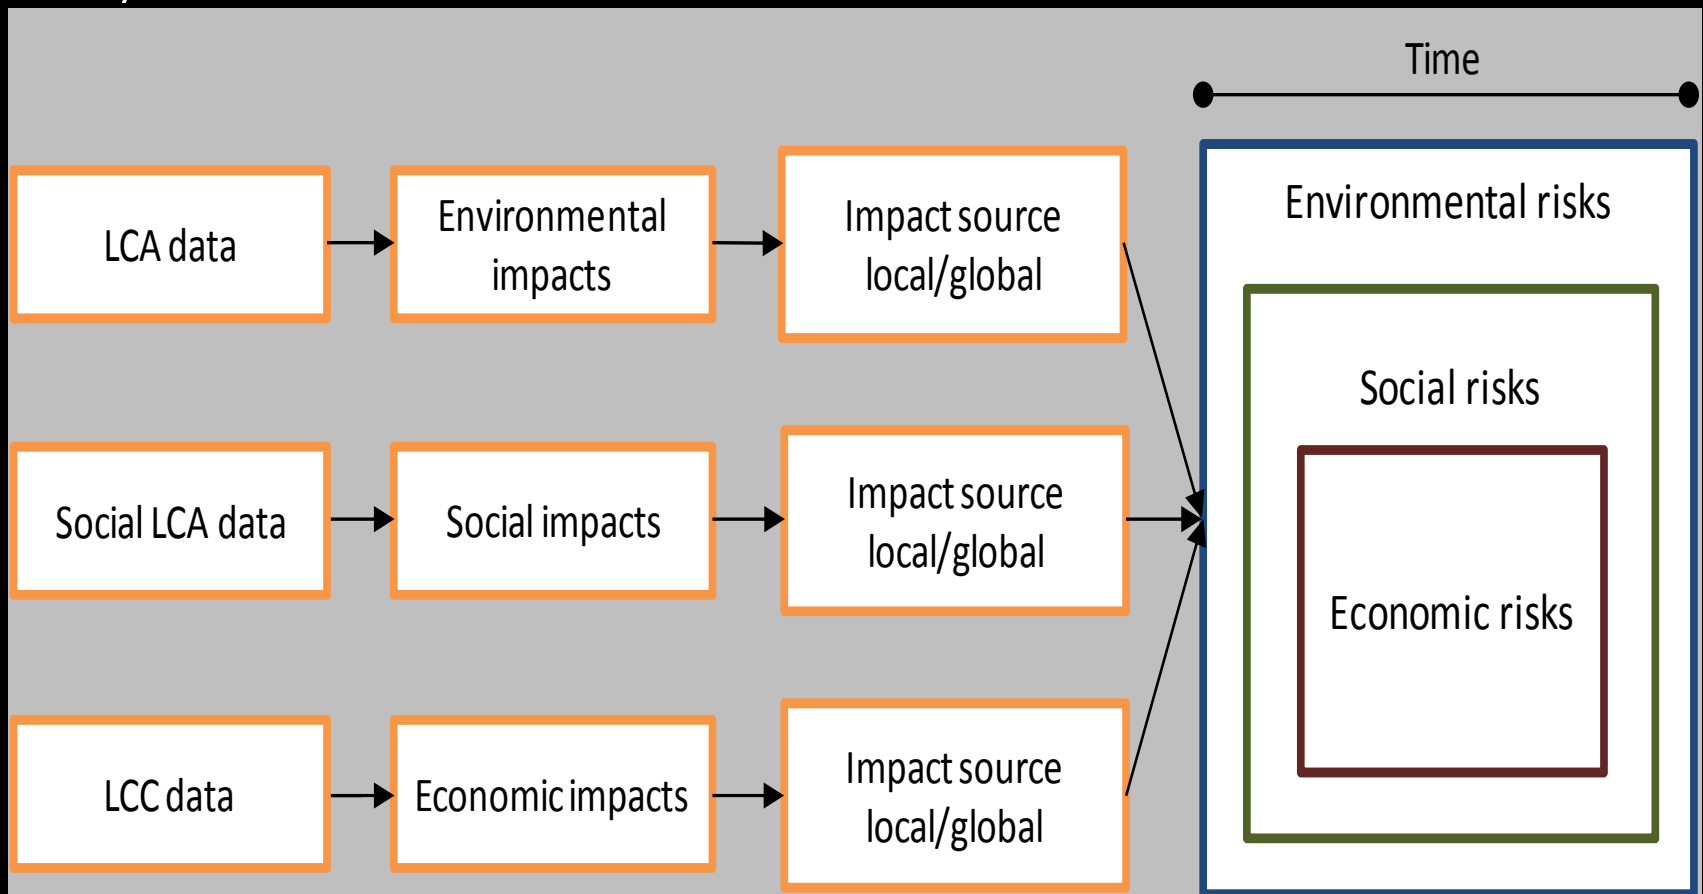 Time
LCA data
Environmental
impacts
Impact source
local/global
Environmental risks
Social LCA data
Social impacts
Impact source
local/global
Social risks
LCC data
Economic impacts
Impact source
local/global
Economic risks